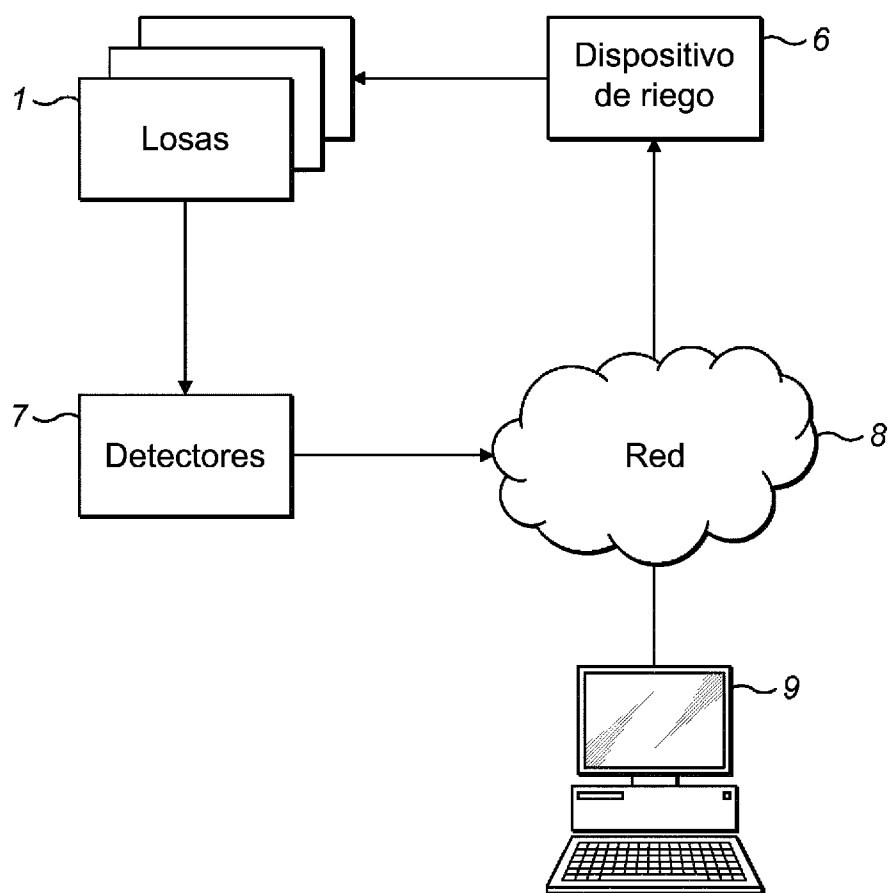 6
Dispositivo
de riego
1
Losas
7
Detectores
Red
8
9